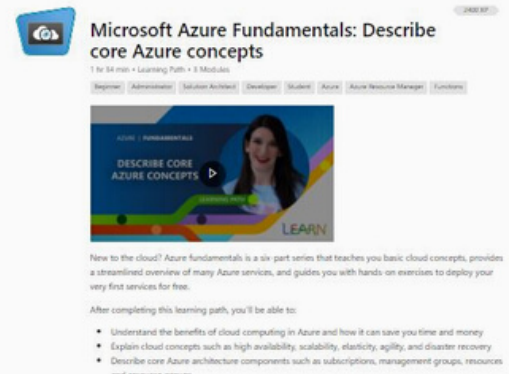 2400 XP
Microsoft Azure Fundamentals: Describe
core Azure concepts
1 hr 54 min • Learning Path • Modules
Beginner Administrator Solution Architect Developer Student Azure Azure Resource Manager Functions
AZURE | FUNDAMENTALS
DESCRIBE CORE
AZURE CONCEPTS
LEARNING PATH
LEARN
New to the cloud? Azure fundamentals is a six-part series that teaches you basic cloud concepts, provides
a streamlined overview of many Azure services, and guides you with hands-on exercises to deploy your
very first services for free.
After completing this learning path, you'll be able to:
• Understand the benefits of cloud computing in Azure and how it can save you time and money
• Explain cloud concepts such as high availability, scalability, elasticity, agility, and disaster recovery
• Describe core Azure architecture components such as subscriptions, management groups, resources